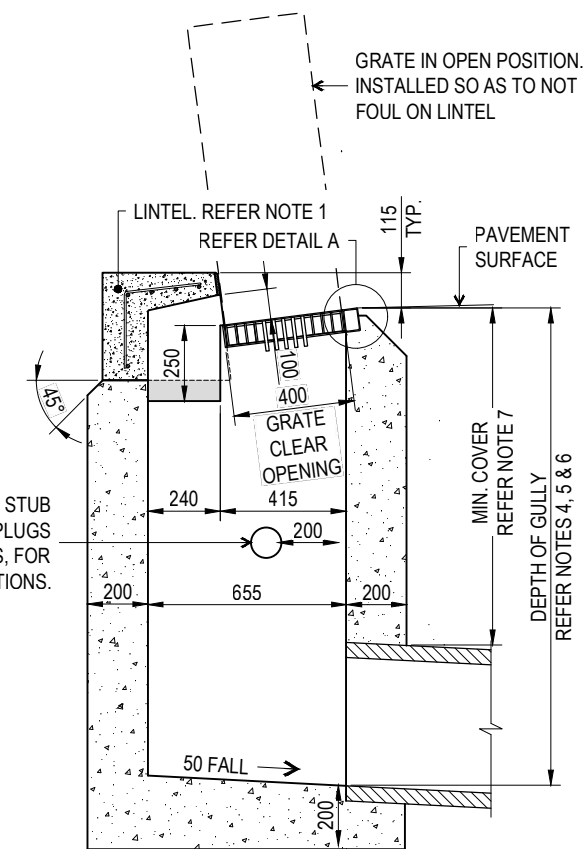 GRATE IN OPEN POSITION.
INSTALLED SO AS TO NOT
FOUL ON LINTEL
LINTEL. REFER NOTE 1
REFER DETAIL A
115
TYP.
PAVEMENT
SURFACE
250
100
45°
400
GRATE
CLEAR
OPENING
240
415
MIN. COVER
REFER NOTE 7
DEPTH OF GULLY
REFER NOTES 4, 5 & 6
STUB
PLUGS
S, FOR
TIONS.
200
200
655
200
50 FALL
200